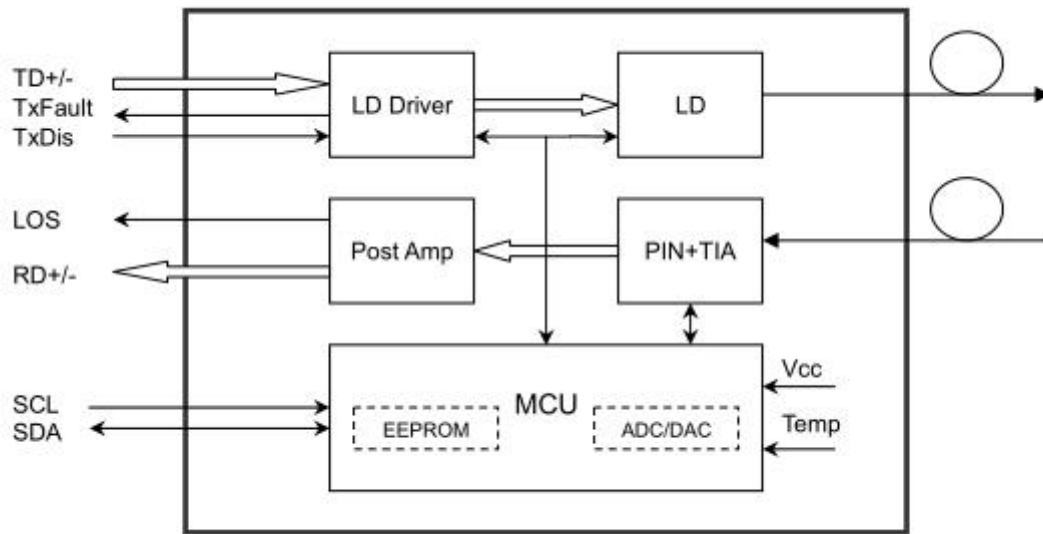 TD+/-
TxFault
TxDis
LD Driver
LD
LOS
RD+/-
Post Amp
PIN+TIA
SCL
SDA
MCU
EEPROM
ADC/DAC
Vcc
Temp